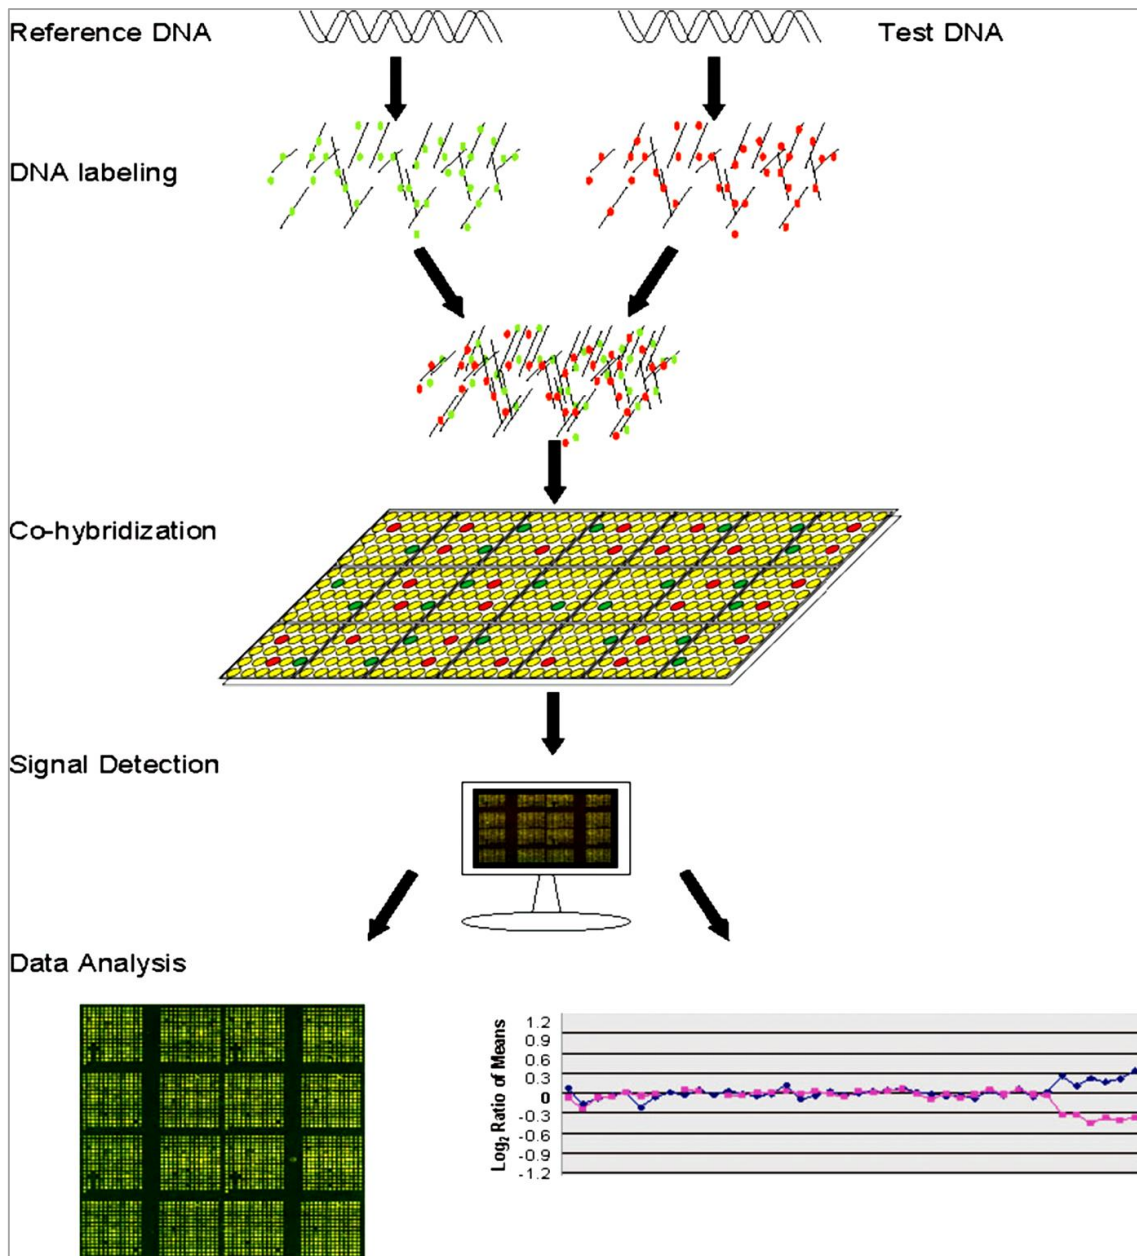 Reference DNA
Test DNA
DNA labeling
Co-hybridization
Signal Detection
Data Analysis
Log₂ Ratio of Means
1.2
0.9
0.6
0.3
0
-0.3
-0.6
-0.9
-1.2